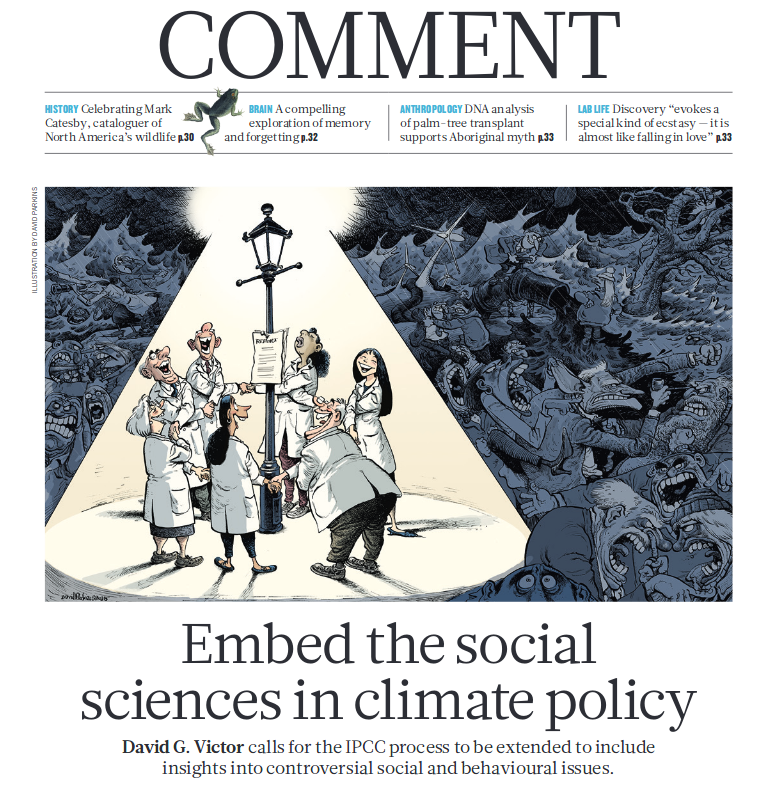 COMMENT
HISTORY Celebrating Mark
Catesby, cataloguer of
North America's wildlife p.30
BRAIN A compelling
exploration of memory
and forgetting p.32
ANTHROPOLOGY DNA analysis
of palm-tree transplant
supports Aboriginal myth p.33
LAB LIFE Discovery “evokes a
special kind of ecstasy — it is
almost like falling in love” p.33
ILLUSTRATION BY DAVID PARKINS
REPORT
Embed the social
sciences in climate policy
David G. Victor calls for the IPCC process to be extended to include
insights into controversial social and behavioural issues.